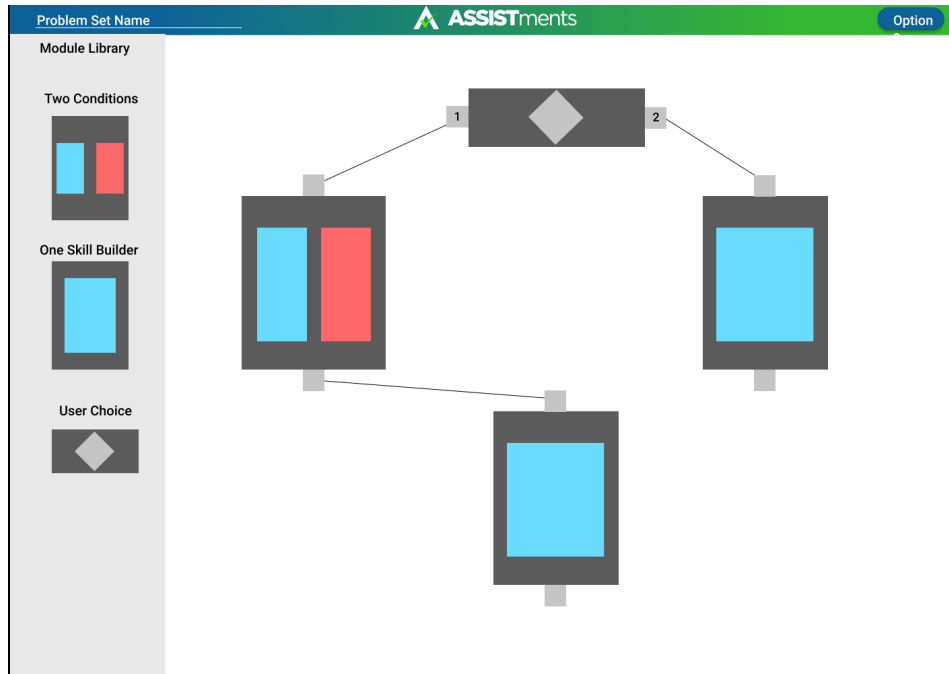 Problem Set Name
ASSISTments
Option
Module Library
Two Conditions
One Skill Builder
User Choice
1
2